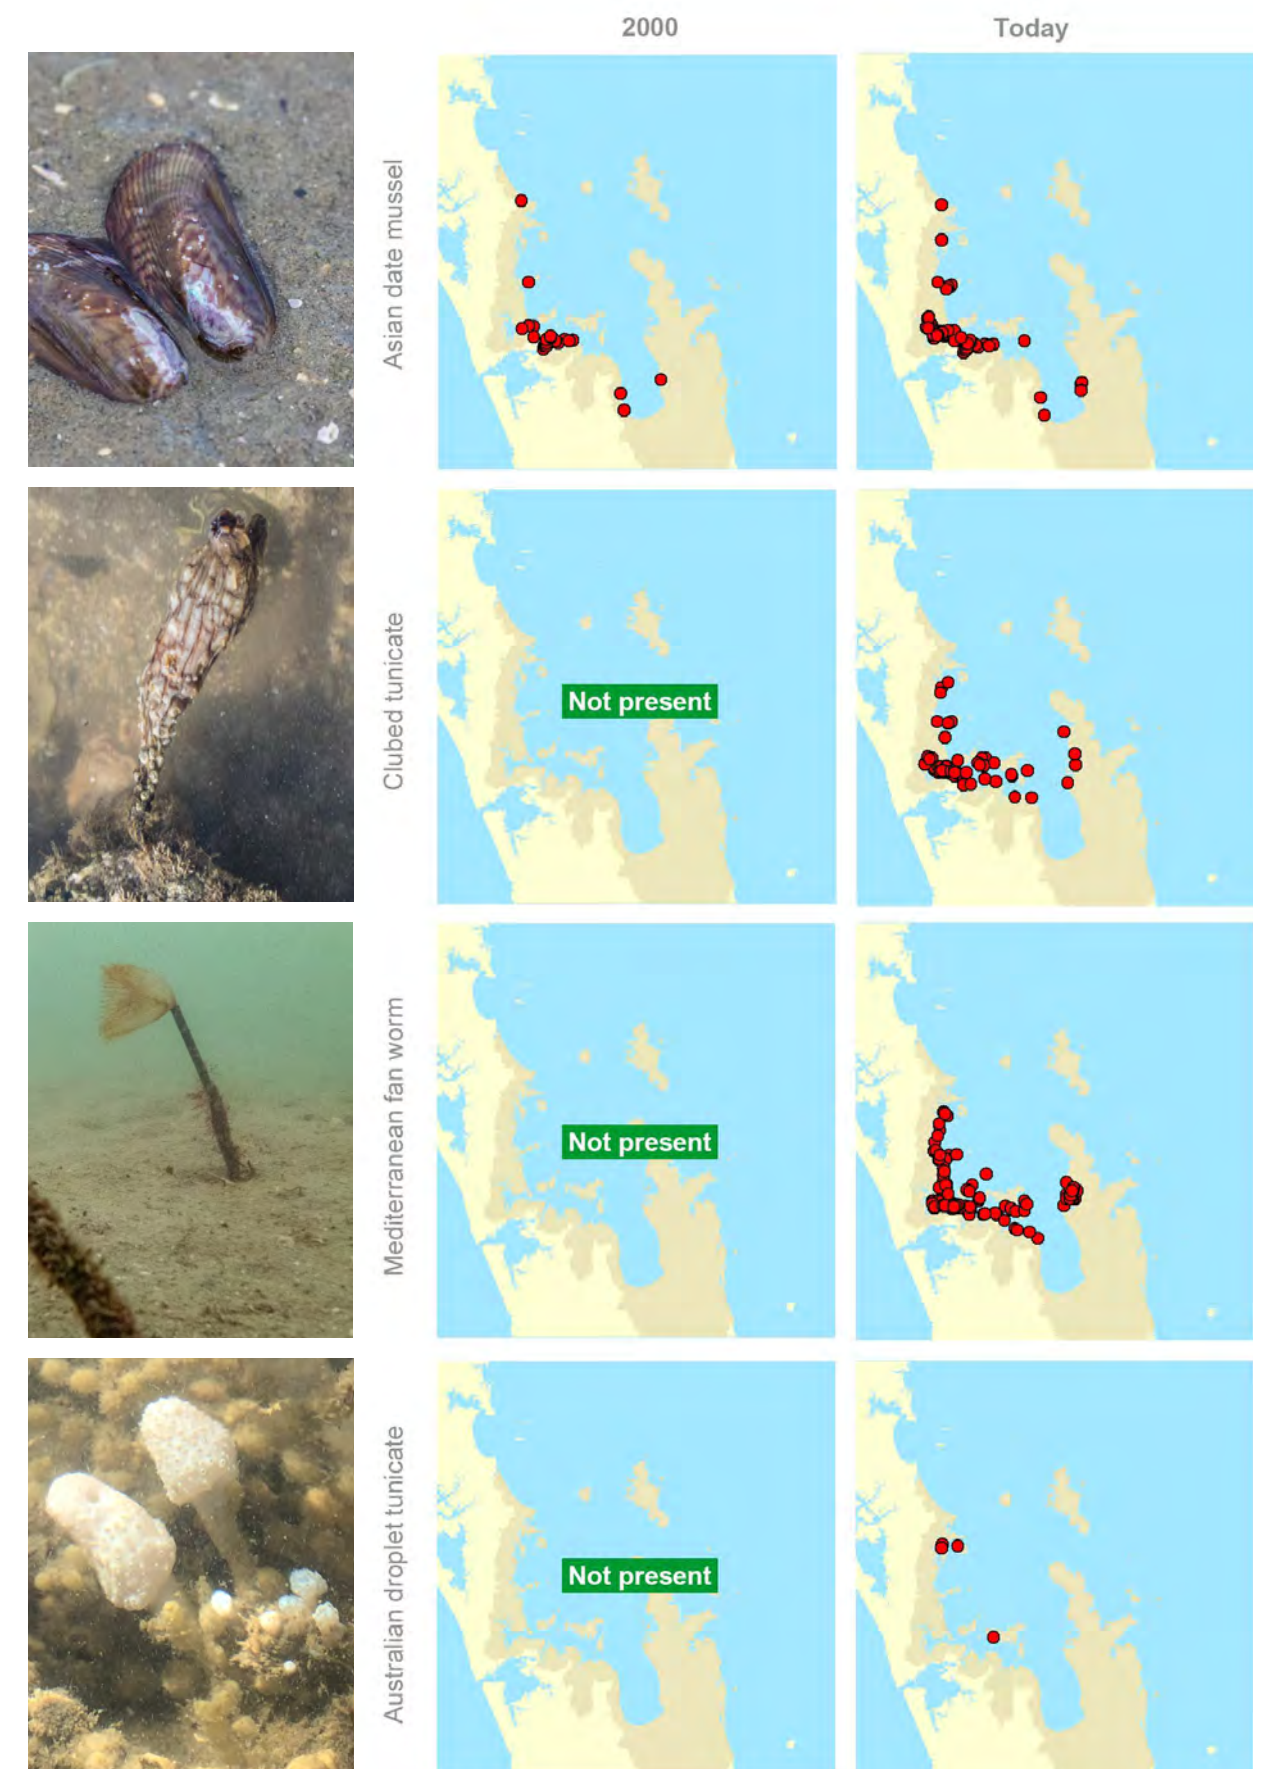 2000
Today
Asian date mussel
Clubed tunicate
Not present
Mediterranean fan worm
Not present
Australian droplet tunicate
Not present